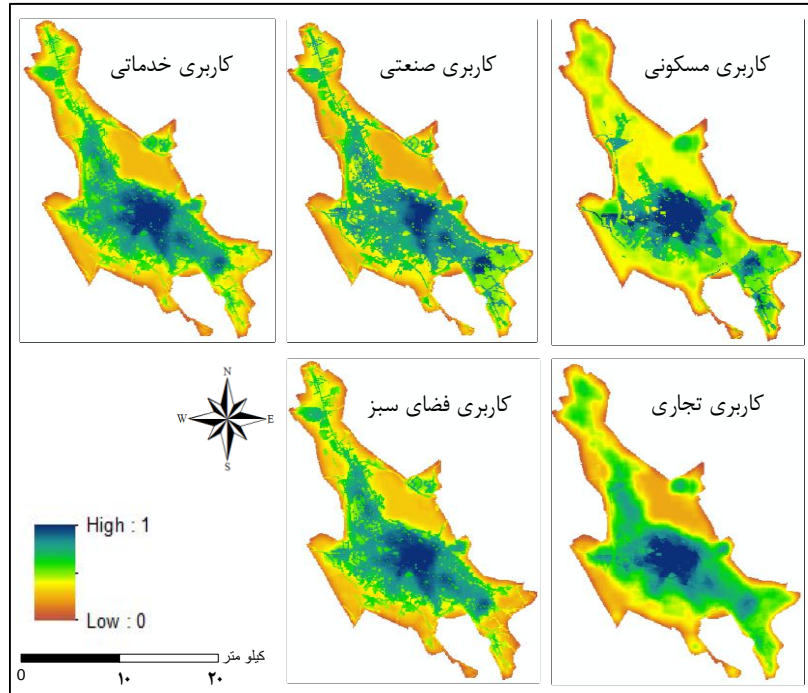 کاربری مسکونی
کاربری صنعتی
کاربری خدماتی
کاربری تجاری
کاربری فضای سبز
N
W E
S
High : 1
Low : 0
کیلو متر
0 ۱۰ ۲۰